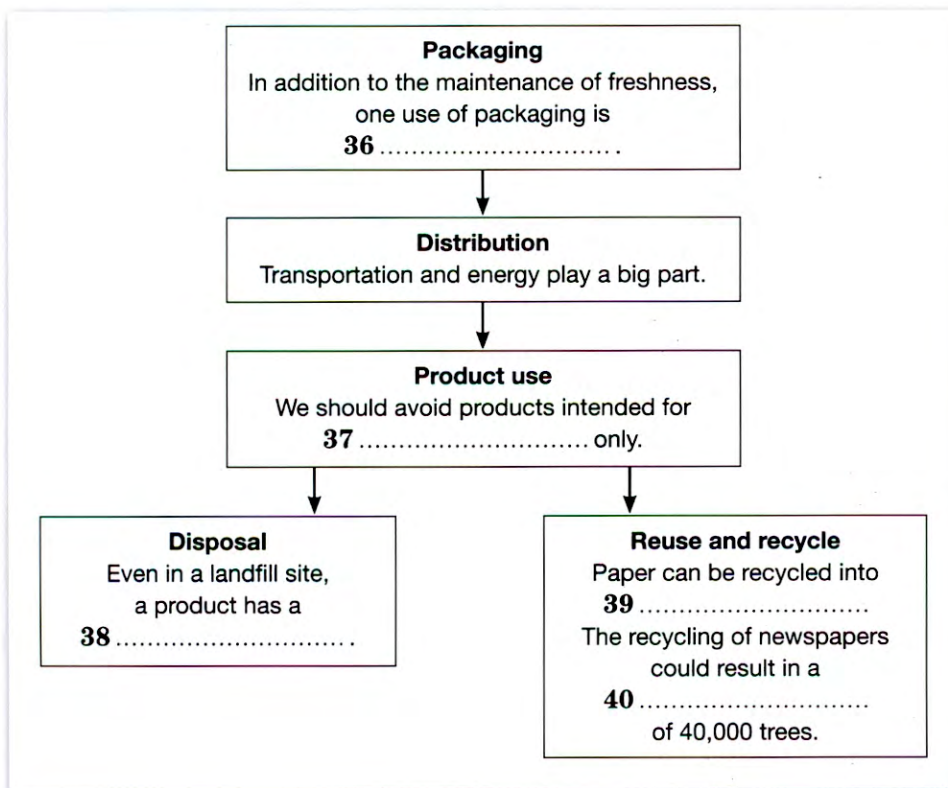 Packaging
In addition to the maintenance of freshness,
one use of packaging is
36 .............................. .
Distribution
Transportation and energy play a big part.
Product use
We should avoid products intended for
37 ............................. only.
Disposal
Even in a landfill site,
a product has a
38 .............................. .
Reuse and recycle
Paper can be recycled into
39 .............................
The recycling of newspapers
could result in a
40 .............................
of 40,000 trees.